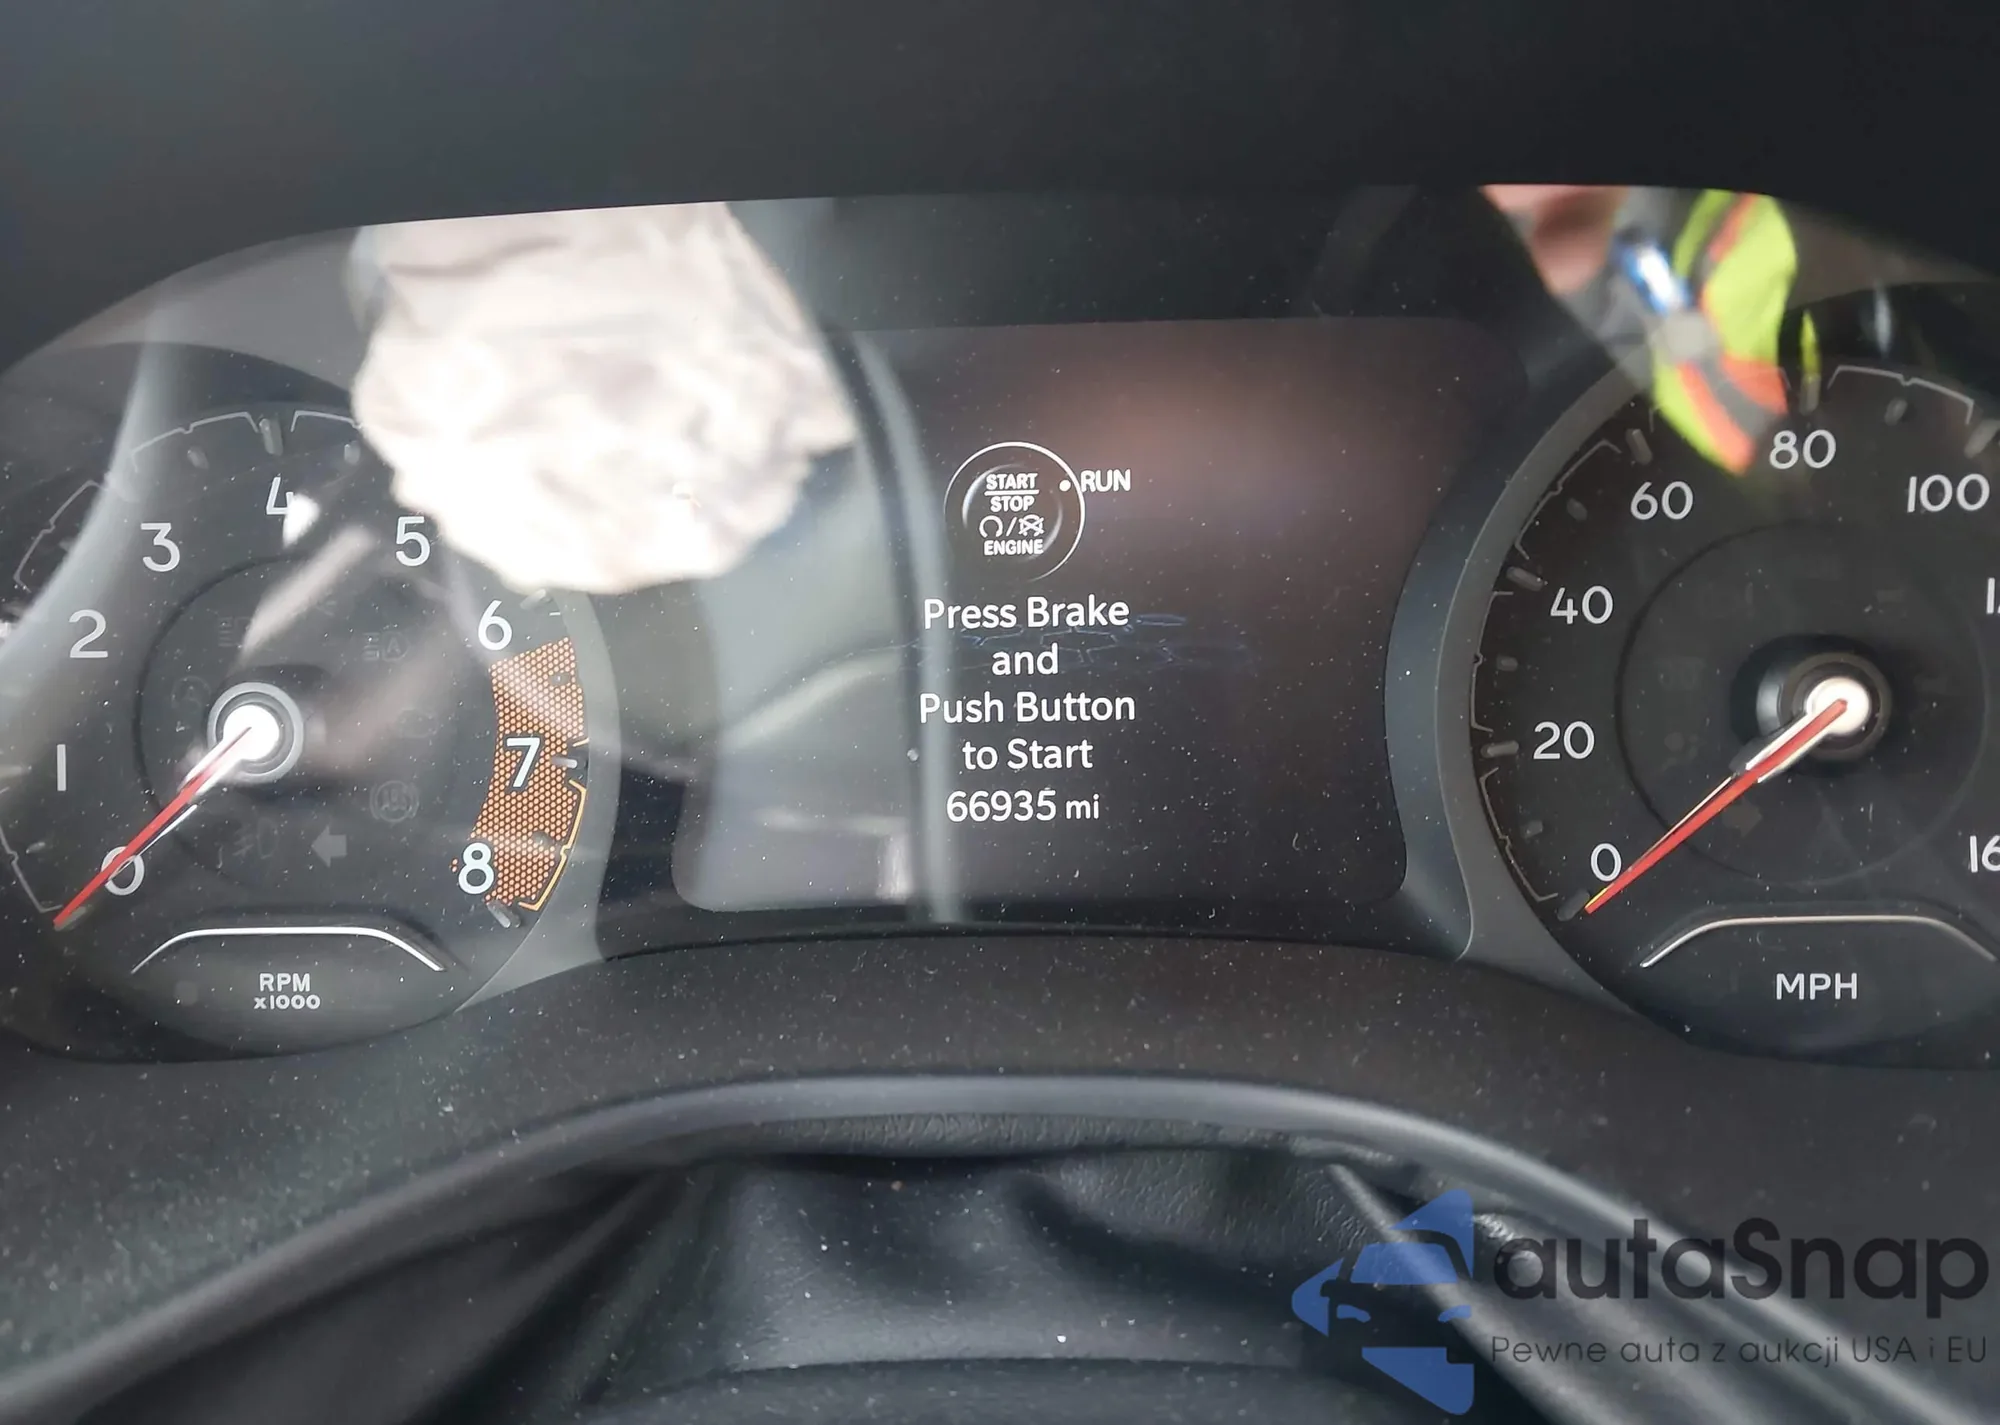 START
STOP
ENGINE
RUN
Press Brake
and
Push Button
to Start
66935 mi
0
1
2
3
4
5
6
7
8
RPM
x1000
0
20
40
60
80
100
MPH
autaSnap
Pewne auta z aukcji USA i EU